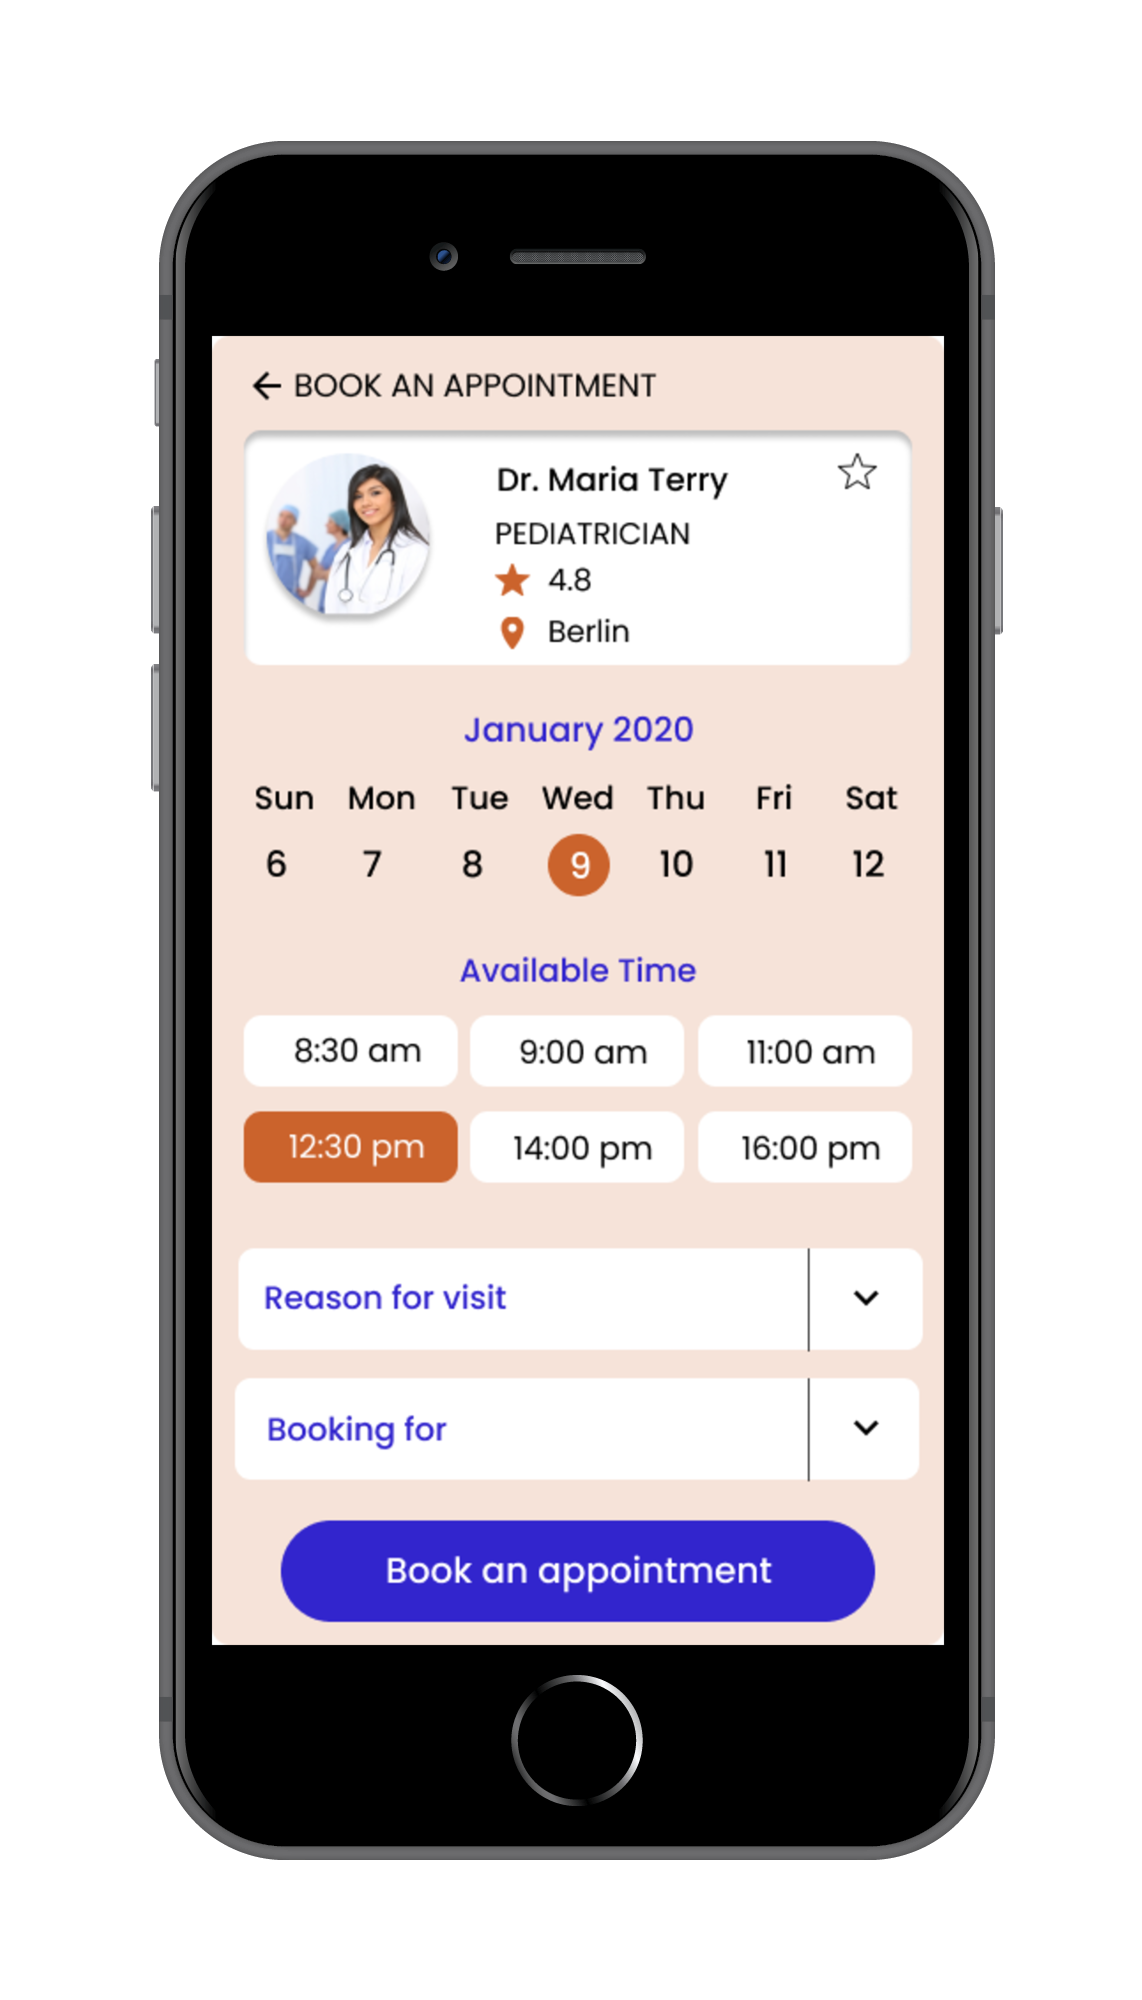 BOOK AN APPOINTMENT
Dr. Maria Terry
PEDIATRICIAN
4.8
Berlin
January 2020
Sun Mon Tue Wed Thu Fri Sat
6 7 8 9 10 11 12
Available Time
8:30 am 9:00 am 11:00 am
12:30 pm 14:00 pm 16:00 pm
Reason for visit
Booking for
Book an appointment